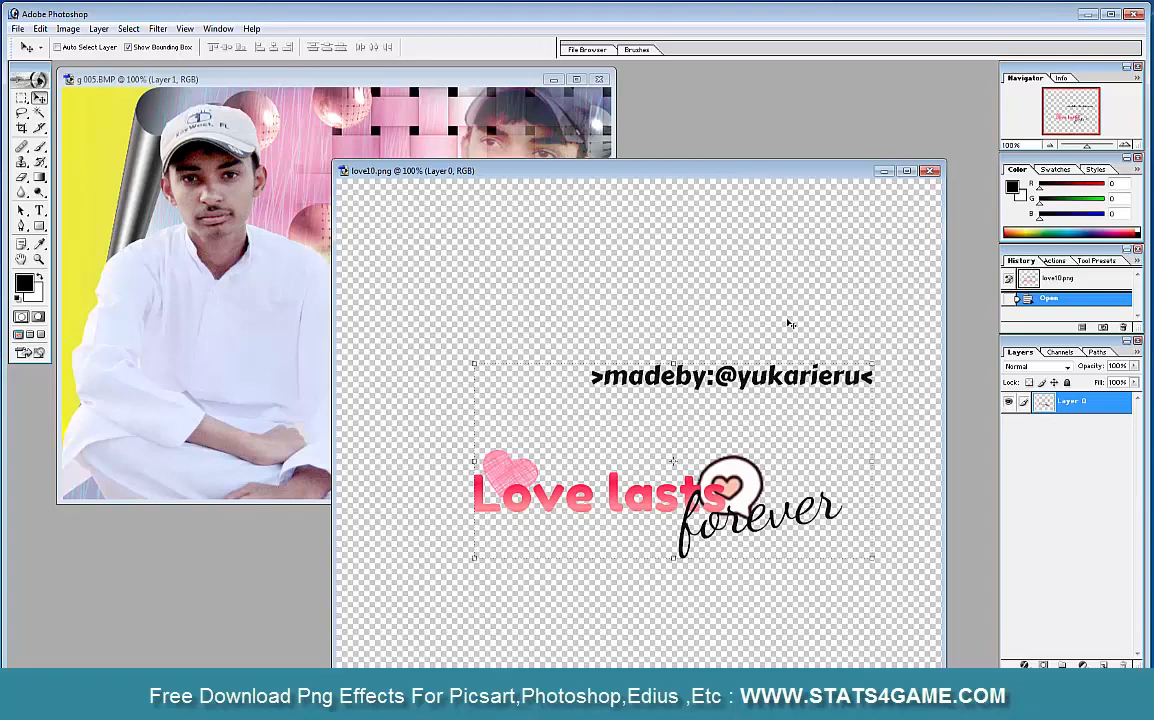 Adobe Photoshop
File Edit Image Layer Select Filter View Window Help
Auto Select Layer Show Bounding Box
File Browser Brushes
g 005.BMP @ 100% (Layer 1, RGB)
love10.png @ 100% (Layer 0, RGB)
>madeby:@yukarieru<
Love lasts
forever
Navigator Info
100%
Color Swatches Styles
R 0
G 0
B 0
History Actions Tool Presets
love10.png
Open
Layers Channels Paths
Normal Opacity: 100%
Lock: Fill: 100%
Layer 0
Free Download Png Effects For Picsart,Photoshop,Edius ,Etc : WWW.STATS4GAME.COM